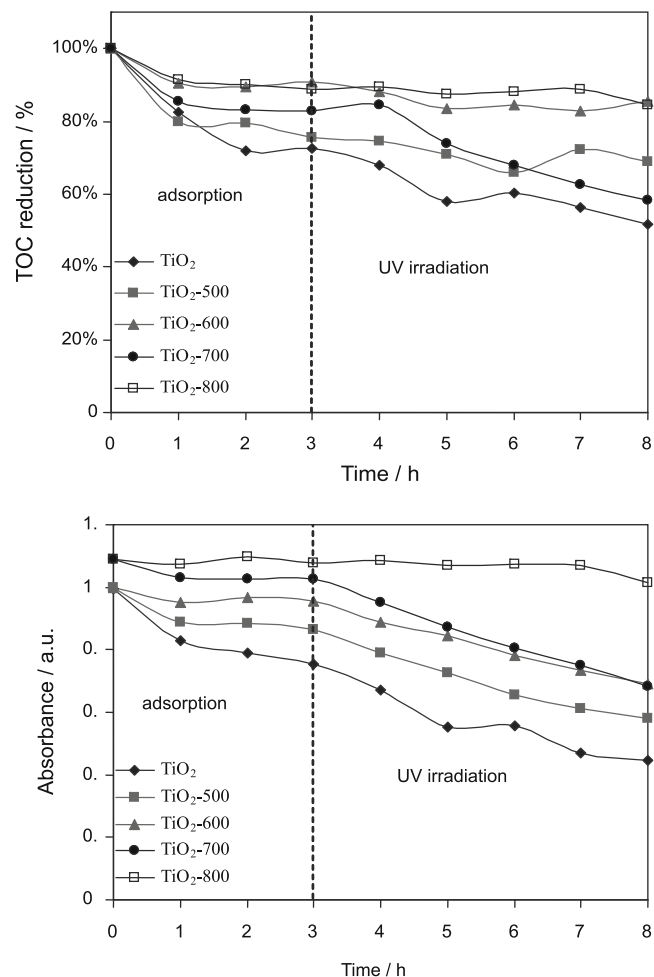 100%
80%
60%
40%
20%
0
TOC reduction / %
adsorption
UV irradiation
TiO₂
TiO₂-500
TiO₂-600
TiO₂-700
TiO₂-800
0 1 2 3 4 5 6 7 8
Time / h
1.
1
0.
0.
0.
0.
0
Absorbance / a.u.
adsorption
UV irradiation
TiO₂
TiO₂-500
TiO₂-600
TiO₂-700
TiO₂-800
0 1 2 3 4 5 6 7 8
Time / h